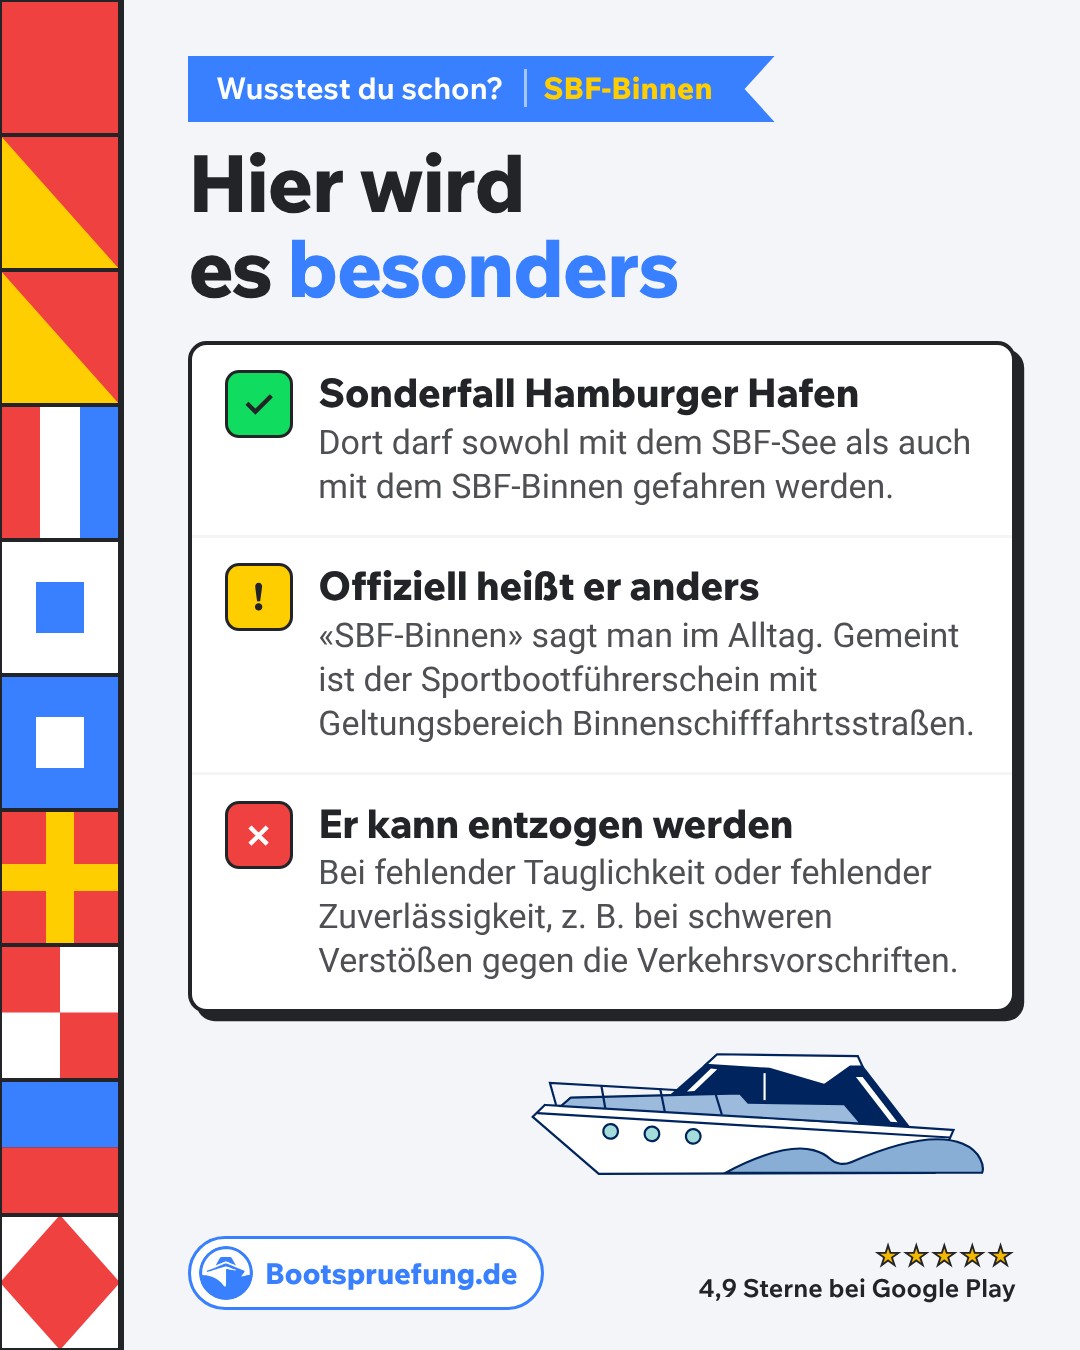 Wusstest du schon? SBF-Binnen
Hier wird
es besonders
Sonderfall Hamburger Hafen
Dort darf sowohl mit dem SBF-See als auch
mit dem SBF-Binnen gefahren werden.
Offiziell heißt er anders
«SBF-Binnen» sagt man im Alltag. Gemeint
ist der Sportbootführerschein mit
Geltungsbereich Binnenschifffahrtsstraßen.
Er kann entzogen werden
Bei fehlender Tauglichkeit oder fehlender
Zuverlässigkeit, z. B. bei schweren
Verstößen gegen die Verkehrsvorschriften.
Bootspruefung.de
4,9 Sterne bei Google Play